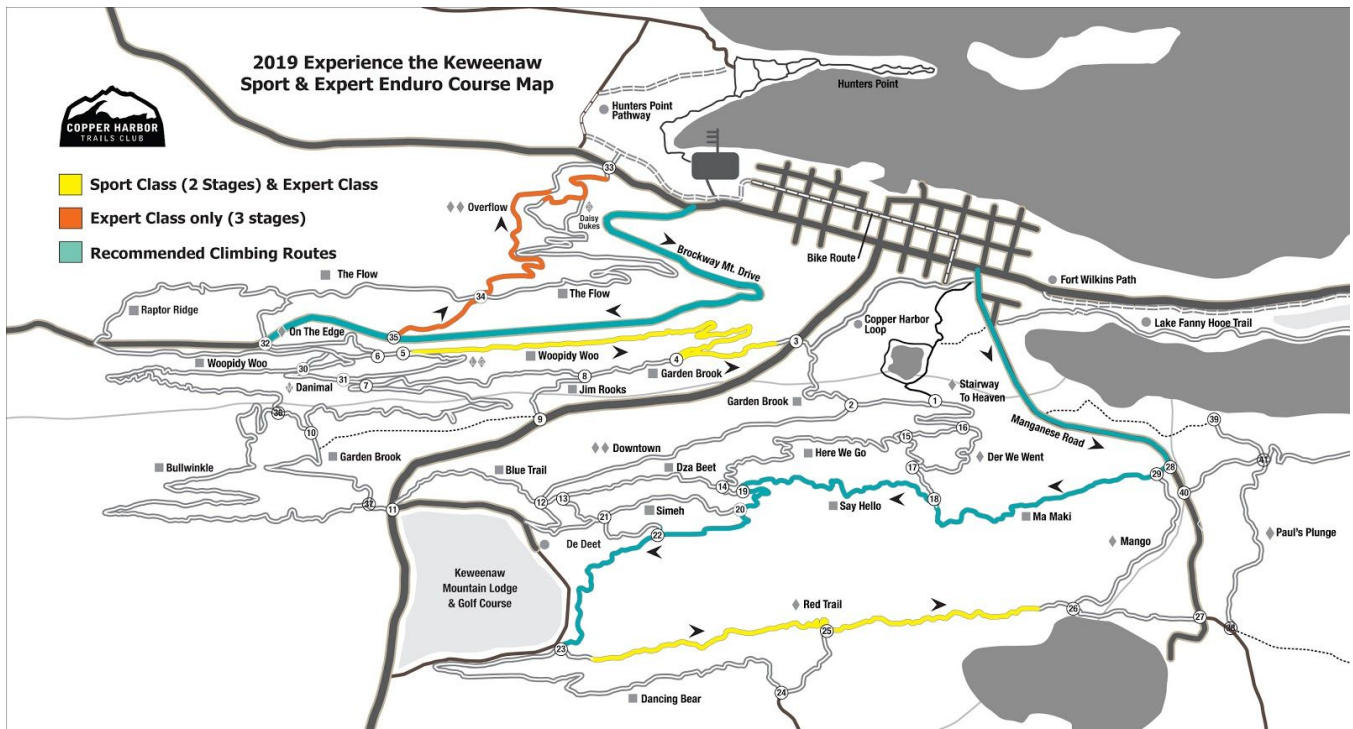 2019 Experience the Keweenaw
Sport & Expert Enduro Course Map
COPPER HARBOR
TRAILS CLUB
Sport Class (2 Stages) & Expert Class
Expert Class only (3 stages)
Recommended Climbing Routes
Hunters Point
Hunters Point
Pathway
33
Overflow
Daisy
Dukes
Brockway Mt. Drive
Bike Route
Fort Wilkins Path
The Flow
34
The Flow
Raptor Ridge
On The Edge
32
35
Copper Harbor
Loop
Lake Fanny Hooe Trail
3
6
5
Woopidy Woo
Woopidy Woo
30
4
Garden Brook
31
7
8
Danimal
Jim Rooks
Stairway
To Heaven
Garden Brook
2
1
36
10
9
Manganese Road
39
Downtown
15
16
Here We Go
Der We Went
Bullwinkle
Garden Brook
Blue Trail
Dza Beet
17
29
28
41
14
19
18
40
37
11
12
13
20
Simeh
Say Hello
Ma Maki
21
22
De Deet
Mango
Paul's Plunge
Keweenaw
Mountain Lodge
& Golf Course
Red Trail
26
27
38
25
23
24
Dancing Bear